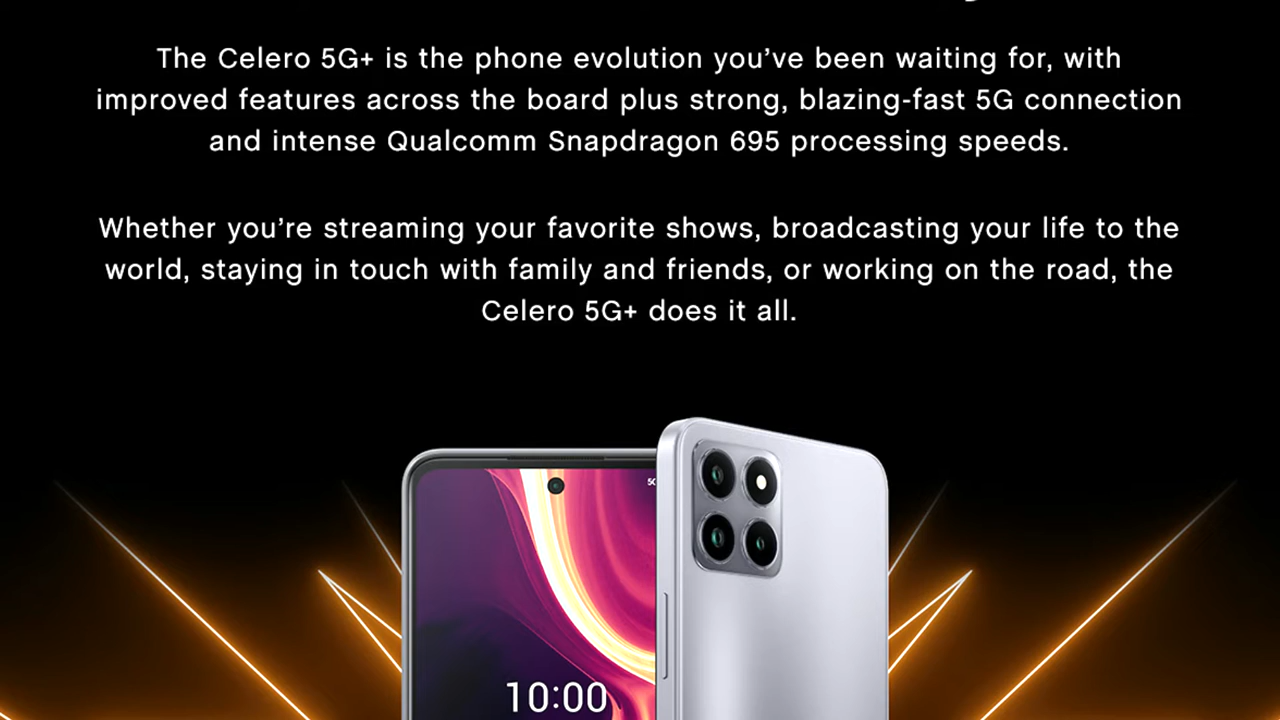 The Celero 5G+ is the phone evolution you’ve been waiting for, with
improved features across the board plus strong, blazing-fast 5G connection
and intense Qualcomm Snapdragon 695 processing speeds.
Whether you’re streaming your favorite shows, broadcasting your life to the
world, staying in touch with family and friends, or working on the road, the
Celero 5G+ does it all.
10:00